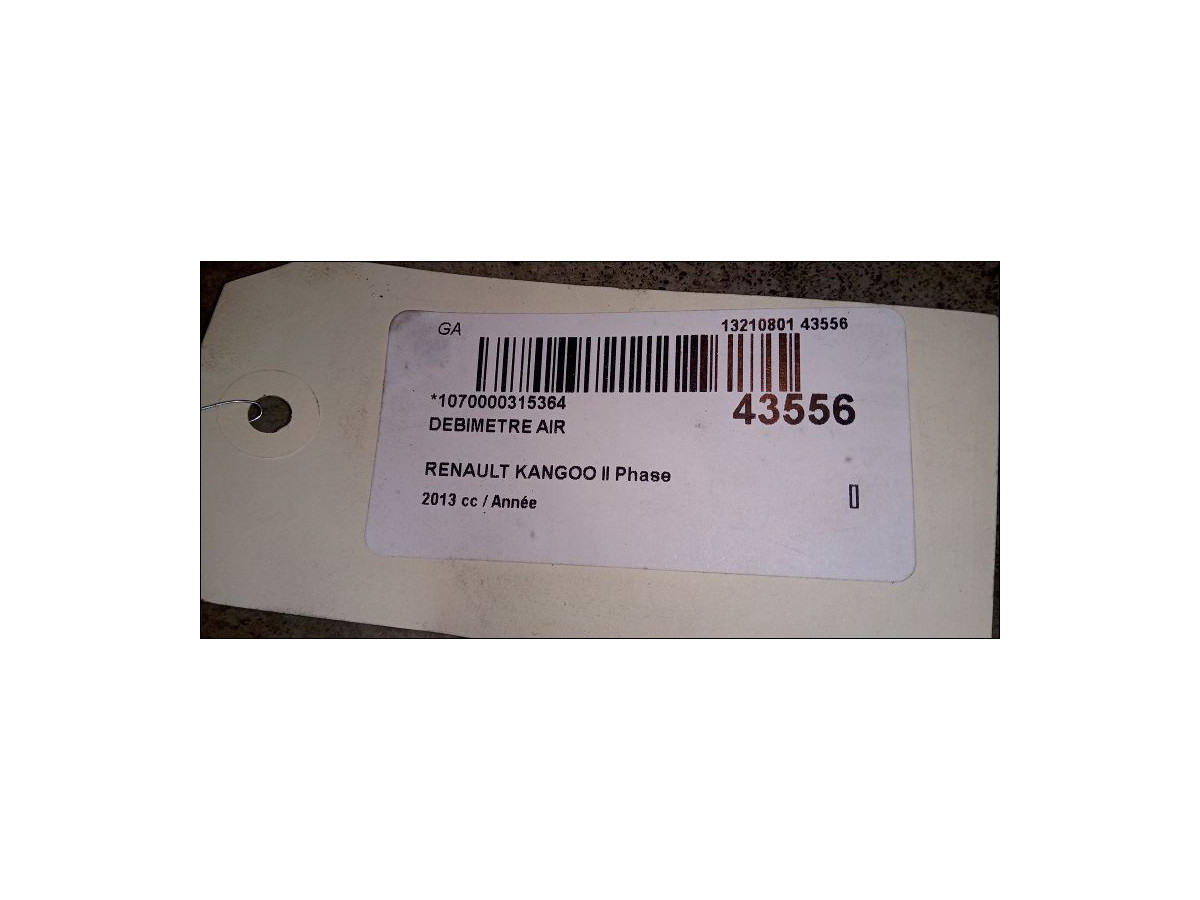 GA
13210801 43556
*1070000315364
43556
DEBIMETRE AIR
RENAULT KANGOO II Phase
2013 cc / Année